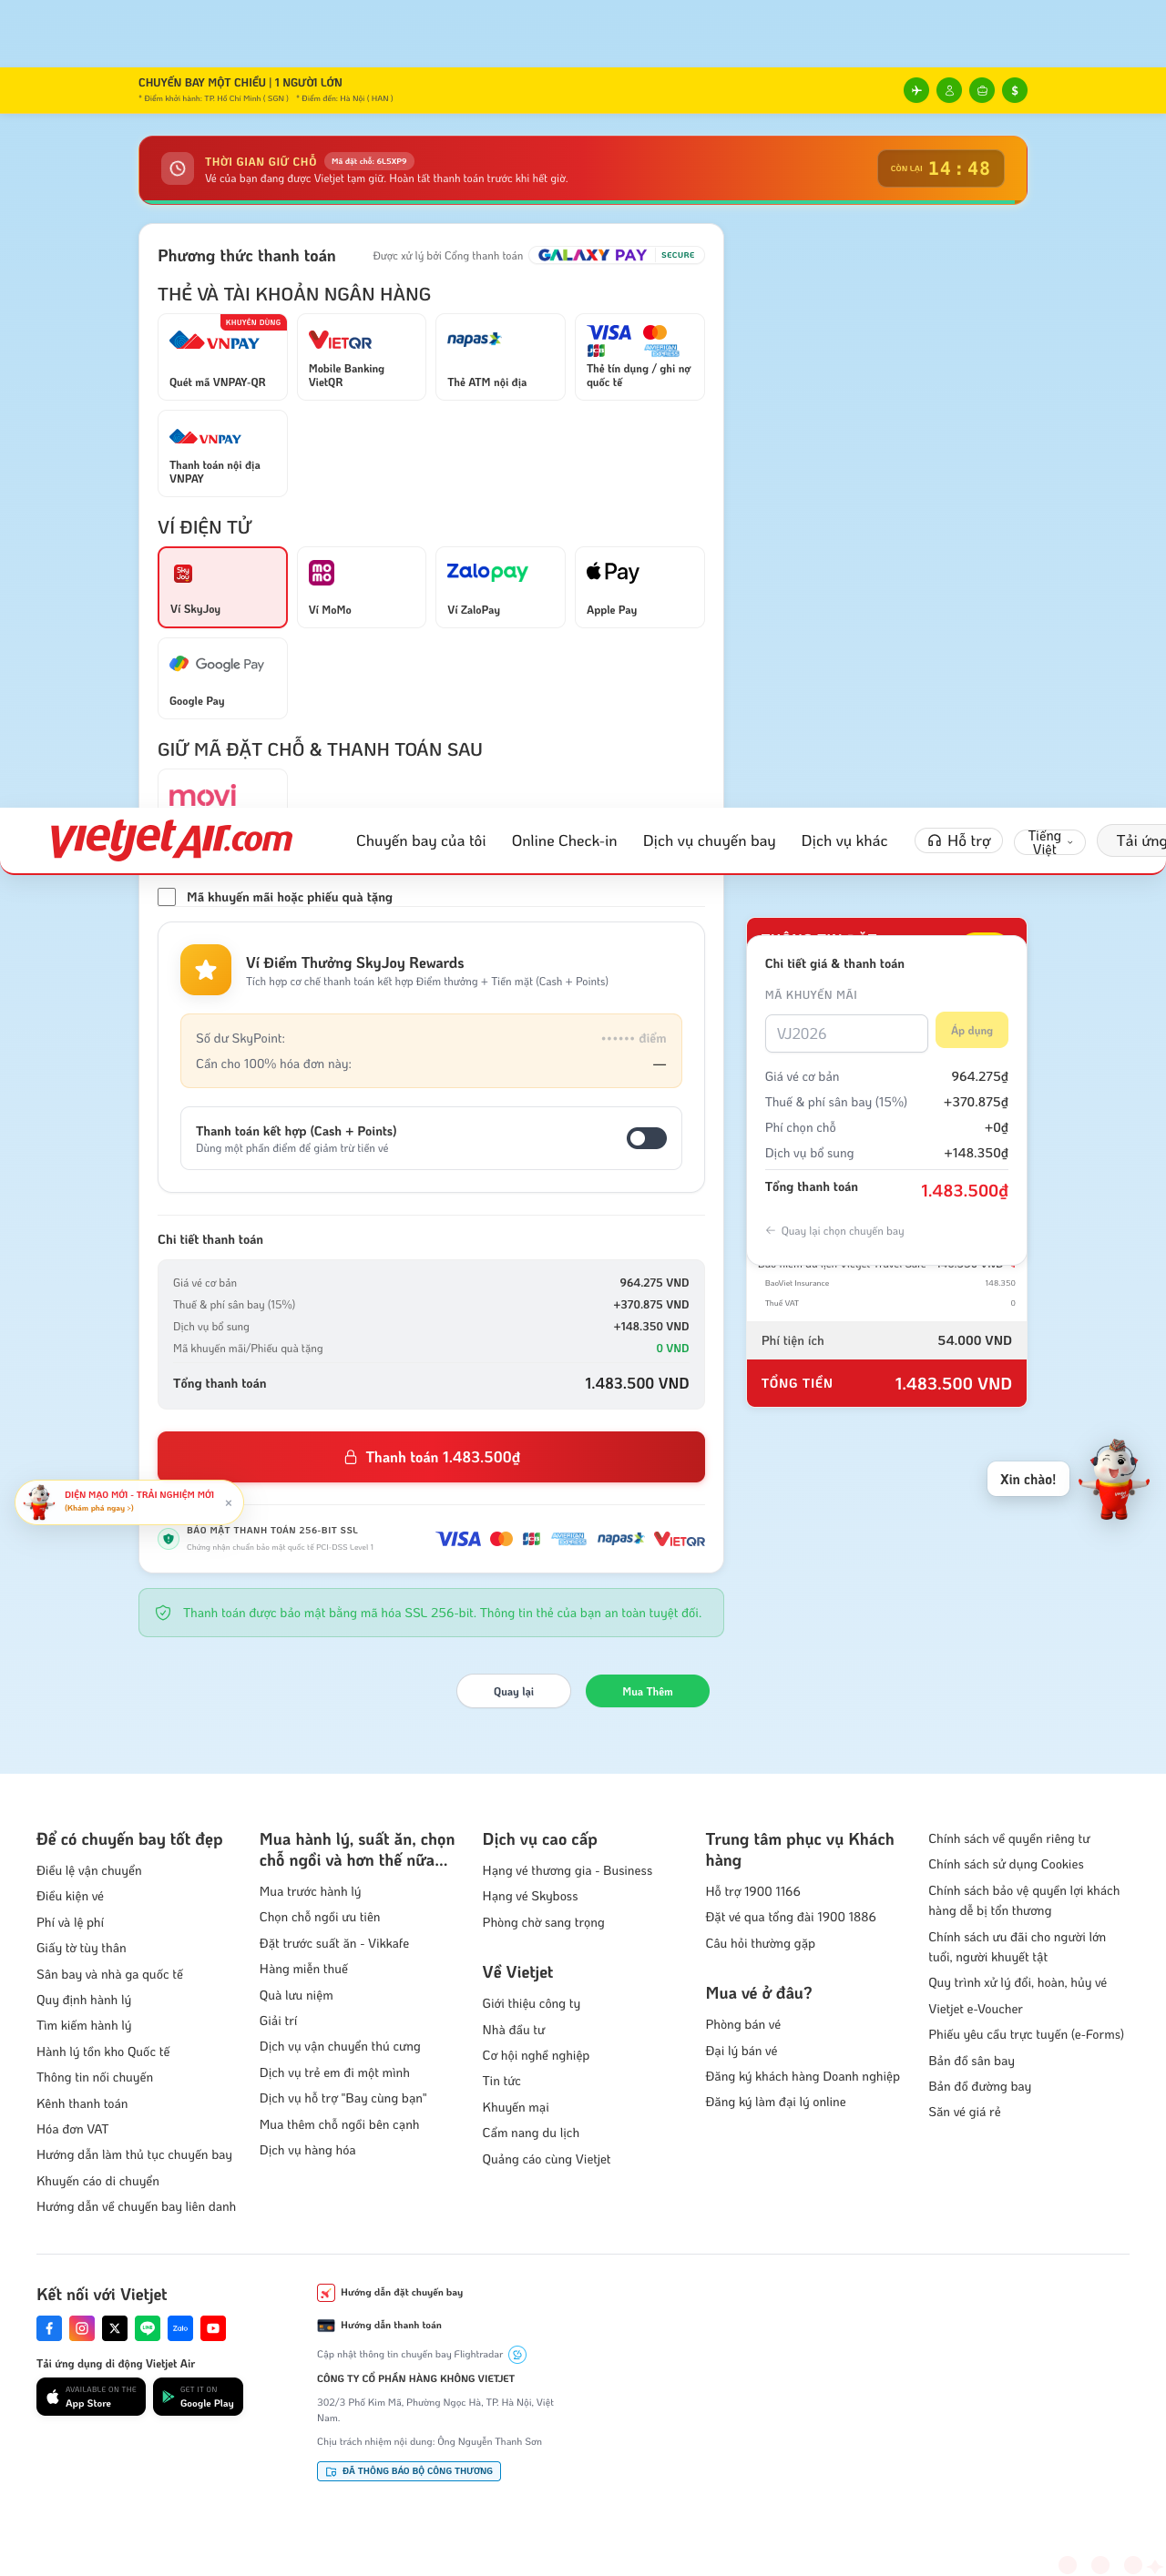 CHUYẾN BAY MỘT CHIỀU | 1 NGƯỜI LỚN
* Điểm khởi hành: TP. Hồ Chí Minh ( SGN ) * Điểm đến: Hà Nội ( HAN )
THỜI GIAN GIỮ CHỖ Mã đặt chỗ: 6LSXP9
Vé của bạn đang được Vietjet tạm giữ. Hoàn tất thanh toán trước khi hết giờ.
CÒN LẠI 14 : 48
Phương thức thanh toán
Được xử lý bởi Cổng thanh toán GALAXY PAY SECURE
THẺ VÀ TÀI KHOẢN NGÂN HÀNG
KHUYÊN DÙNG
VNPAY
Quét mã VNPAY-QR
VIETQR
Mobile Banking
VietQR
napas
Thẻ ATM nội địa
VISA
JCB AMERICAN EXPRESS
Thẻ tín dụng / ghi nợ
quốc tế
VNPAY
Thanh toán nội địa
VNPAY
VÍ ĐIỆN TỬ
Sky Joy
Ví SkyJoy
mo mo
Ví MoMo
Zalopay
Ví ZaloPay
Pay
Apple Pay
Google Pay
Google Pay
GIỮ MÃ ĐẶT CHỖ & THANH TOÁN SAU
movi
vietjetAir.com
Chuyến bay của tôi
Online Check-in
Dịch vụ chuyến bay
Dịch vụ khác
Hỗ trợ
Tiếng
Việt
Tải ứng
Mã khuyến mãi hoặc phiếu quà tặng
Ví Điểm Thưởng SkyJoy Rewards
Tích hợp cơ chế thanh toán kết hợp Điểm thưởng + Tiền mặt (Cash + Points)
Số dư SkyPoint: •••••• điểm
Cần cho 100% hóa đơn này: —
Thanh toán kết hợp (Cash + Points)
Dùng một phần điểm để giảm trừ tiền vé
Chi tiết thanh toán
Giá vé cơ bản 964.275 VND
Thuế & phí sân bay (15%) +370.875 VND
Dịch vụ bổ sung +148.350 VND
Mã khuyến mãi/Phiếu quà tặng 0 VND
Tổng thanh toán 1.483.500 VND
Thanh toán 1.483.500₫
BẢO MẬT THANH TOÁN 256-BIT SSL
Chứng nhận chuẩn bảo mật quốc tế PCI-DSS Level 1
VISA JCB AMERICAN EXPRESS napas VIETQR
Thanh toán được bảo mật bằng mã hóa SSL 256-bit. Thông tin thẻ của bạn an toàn tuyệt đối.
Quay lại
Mua Thêm
Chi tiết giá & thanh toán
MÃ KHUYẾN MÃI
VJ2026
Áp dụng
Giá vé cơ bản 964.275₫
Thuế & phí sân bay (15%) +370.875₫
Phí chọn chỗ +0₫
Dịch vụ bổ sung +148.350₫
Tổng thanh toán 1.483.500₫
← Quay lại chọn chuyến bay
BaoViet Insurance 148.350
Thuế VAT 0
Phí tiện ích 54.000 VND
TỔNG TIỀN 1.483.500 VND
DIỆN MẠO MỚI - TRẢI NGHIỆM MỚI
(Khám phá ngay >)
×
Xin chào!
Để có chuyến bay tốt đẹp
Điều lệ vận chuyển
Điều kiện vé
Phí và lệ phí
Giấy tờ tùy thân
Sân bay và nhà ga quốc tế
Quy định hành lý
Tìm kiếm hành lý
Hành lý tồn kho Quốc tế
Thông tin nối chuyến
Kênh thanh toán
Hóa đơn VAT
Hướng dẫn làm thủ tục chuyến bay
Khuyến cáo di chuyển
Hướng dẫn về chuyến bay liên danh
Mua hành lý, suất ăn, chọn
chỗ ngồi và hơn thế nữa...
Mua trước hành lý
Chọn chỗ ngồi ưu tiên
Đặt trước suất ăn - Vikkafe
Hàng miễn thuế
Quà lưu niệm
Giải trí
Dịch vụ vận chuyển thú cưng
Dịch vụ trẻ em đi một mình
Dịch vụ hỗ trợ "Bay cùng bạn"
Mua thêm chỗ ngồi bên cạnh
Dịch vụ hàng hóa
Dịch vụ cao cấp
Hạng vé thương gia - Business
Hạng vé Skyboss
Phòng chờ sang trọng
Về Vietjet
Giới thiệu công ty
Nhà đầu tư
Cơ hội nghề nghiệp
Tin tức
Khuyến mại
Cẩm nang du lịch
Quảng cáo cùng Vietjet
Trung tâm phục vụ Khách
hàng
Hỗ trợ 1900 1166
Đặt vé qua tổng đài 1900 1886
Câu hỏi thường gặp
Mua vé ở đâu?
Phòng bán vé
Đại lý bán vé
Đăng ký khách hàng Doanh nghiệp
Đăng ký làm đại lý online
Chính sách về quyền riêng tư
Chính sách sử dụng Cookies
Chính sách bảo vệ quyền lợi khách
hàng dễ bị tổn thương
Chính sách ưu đãi cho người lớn
tuổi, người khuyết tật
Quy trình xử lý đổi, hoàn, hủy vé
Vietjet e-Voucher
Phiếu yêu cầu trực tuyến (e-Forms)
Bản đồ sân bay
Bản đồ đường bay
Săn vé giá rẻ
Kết nối với Vietjet
Zalo
Tải ứng dụng di động Vietjet Air
AVAILABLE ON THE
App Store
GET IT ON
Google Play
Hướng dẫn đặt chuyến bay
Hướng dẫn thanh toán
Cập nhật thông tin chuyến bay Flightradar
CÔNG TY CỔ PHẦN HÀNG KHÔNG VIETJET
302/3 Phố Kim Mã, Phường Ngọc Hà, TP. Hà Nội, Việt
Nam.
Chịu trách nhiệm nội dung: Ông Nguyễn Thanh Sơn
ĐÃ THÔNG BÁO BỘ CÔNG THƯƠNG